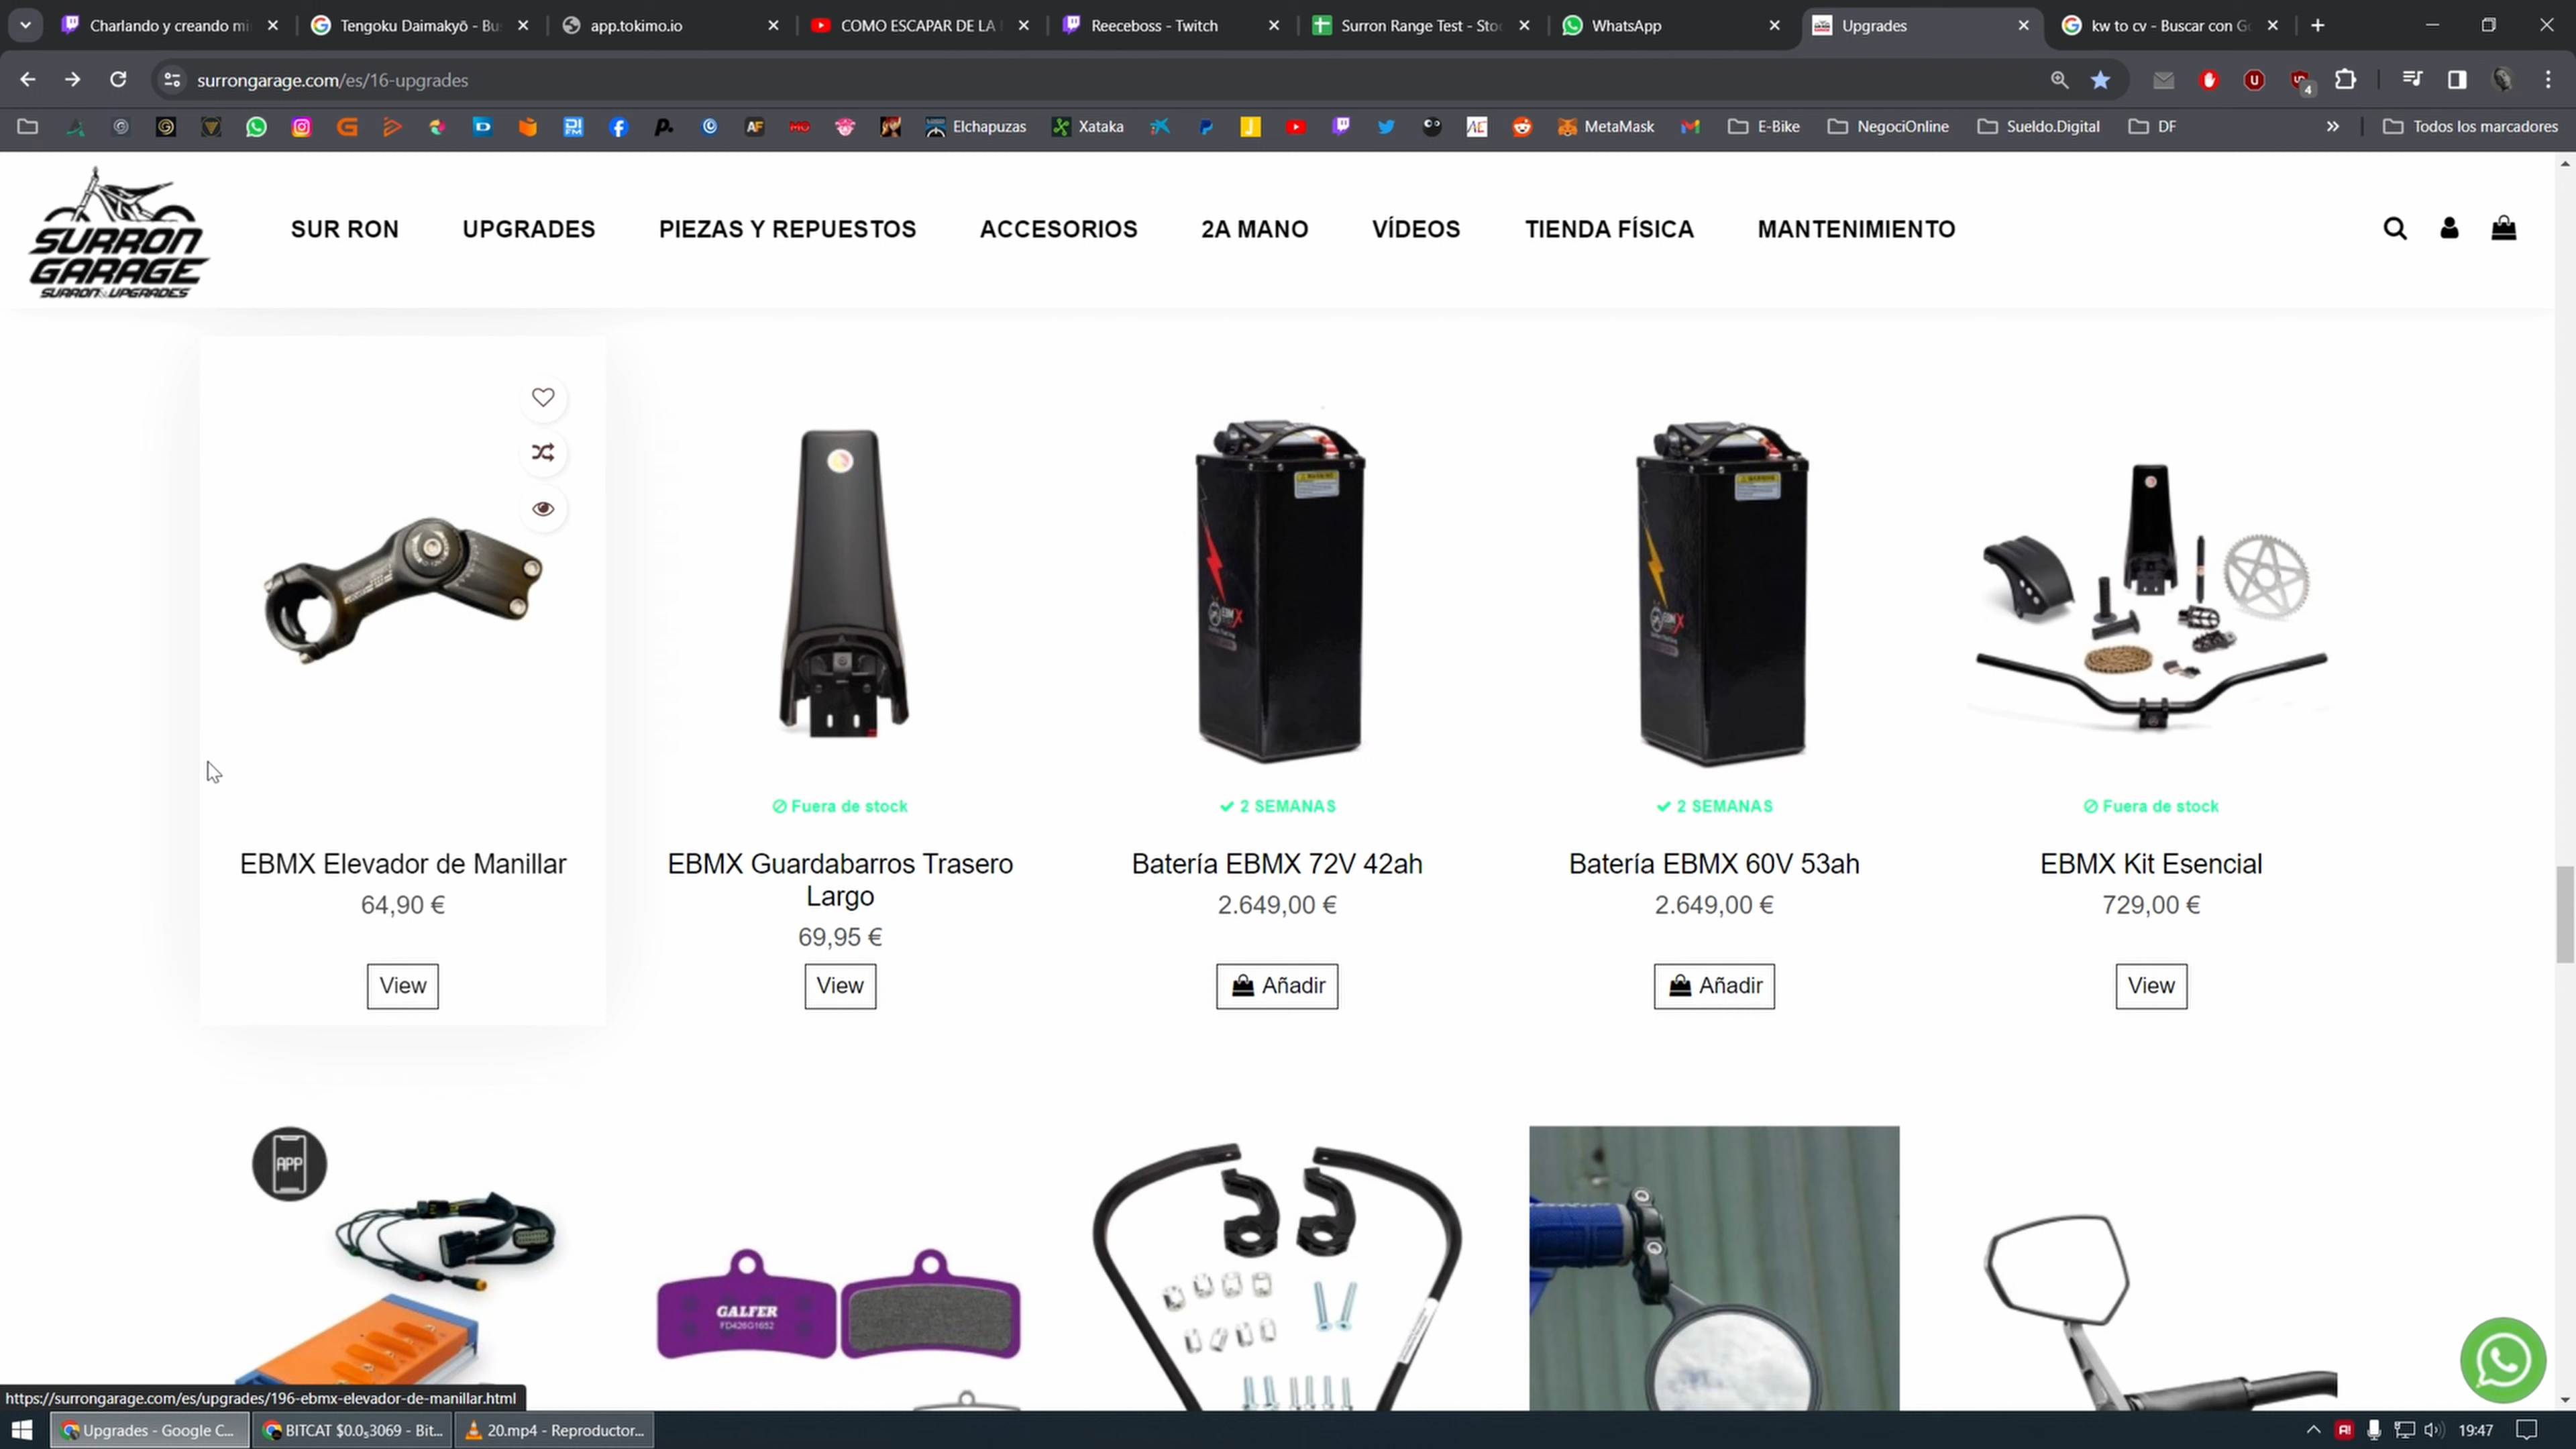 Charlando y creando mi
Tengoku Daimakyō - Bu
app.tokimo.io
COMO ESCAPAR DE LA
Reeceboss - Twitch
Surron Range Test - Sto
WhatsApp
Upgrades
kw to cv - Buscar con G
surrongarage.com/es/16-upgrades
4
Elchapuzas
Xataka
MetaMask
E-Bike
NegociOnline
Sueldo.Digital
DF
Todos los marcadores
SURRON
GARAGE
SURRON & UPGRADES
SUR RON
UPGRADES
PIEZAS Y REPUESTOS
ACCESORIOS
2A MANO
VÍDEOS
TIENDA FÍSICA
MANTENIMIENTO
Fuera de stock
2 SEMANAS
2 SEMANAS
Fuera de stock
EBMX Elevador de Manillar
64,90 €
View
EBMX Guardabarros Trasero
Largo
69,95 €
View
Batería EBMX 72V 42ah
2.649,00 €
Añadir
Batería EBMX 60V 53ah
2.649,00 €
Añadir
EBMX Kit Esencial
729,00 €
View
APP
GALFER
FD426G1652
https://surrongarage.com/es/upgrades/196-ebmx-elevador-de-manillar.html
Upgrades - Google C...
BITCAT $0.0₅3069 - Bit...
20.mp4 - Reproductor...
19:47